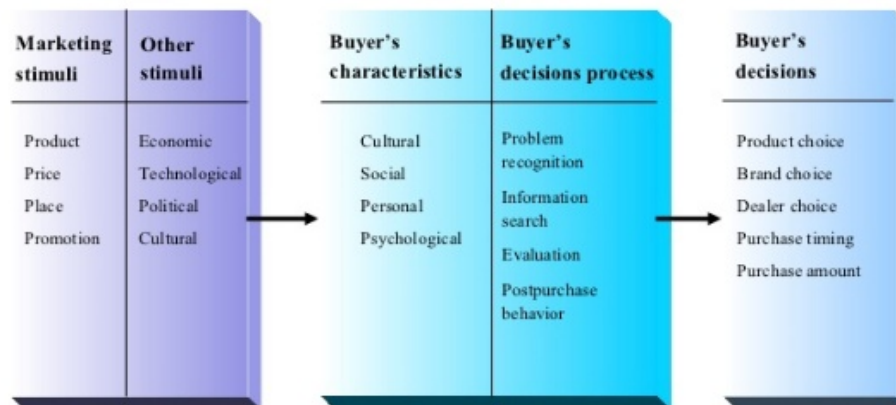 Marketing
stimuli
Product
Price
Place
Promotion
Other
stimuli
Economic
Technological
Political
Cultural
Buyer's
characteristics
Cultural
Social
Personal
Psychological
Buyer's
decisions process
Problem
recognition
Information
search
Evaluation
Postpurchase
behavior
Buyer's
decisions
Product choice
Brand choice
Dealer choice
Purchase timing
Purchase amount